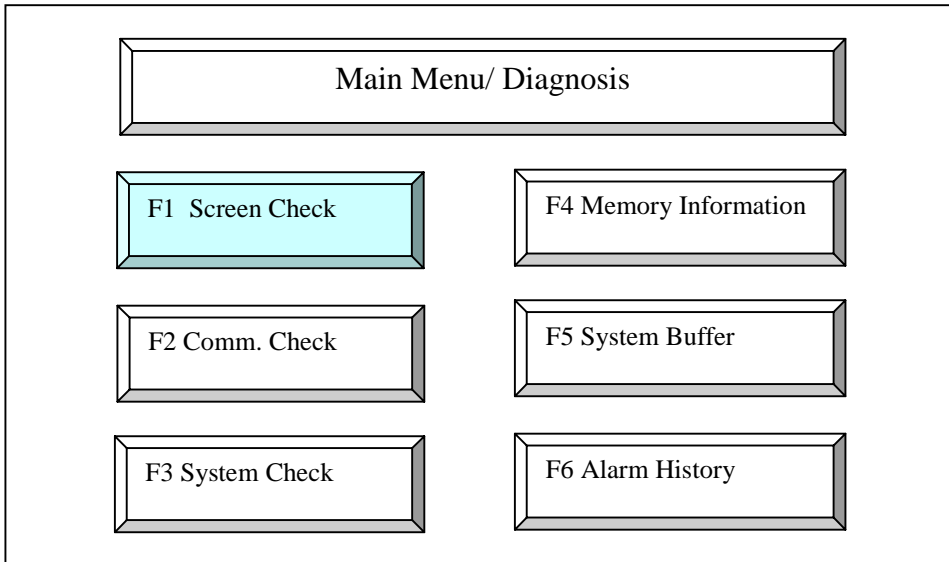 Main Menu/ Diagnosis
F1 Screen Check
F2 Comm. Check
F3 System Check
F4 Memory Information
F5 System Buffer
F6 Alarm History